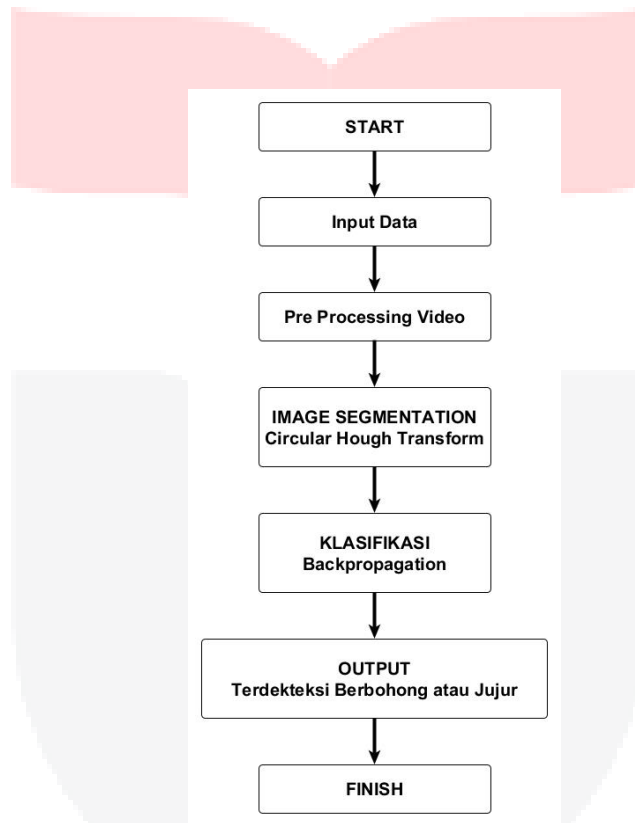 START
Input Data
Pre Processing Video
IMAGE SEGMENTATION
Circular Hough Transform
KLASIFIKASI
Backpropagation
OUTPUT
Terdekteksi Berbohong atau Jujur
FINISH